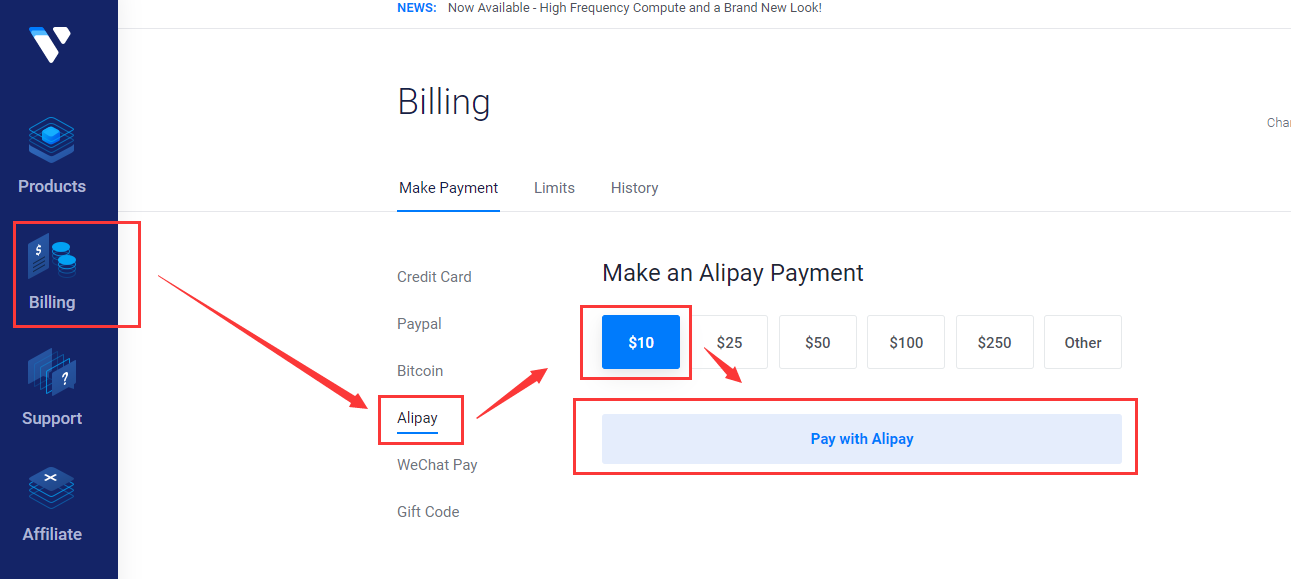 NEWS: Now Available - High Frequency Compute and a Brand New Look!
Billing
Products
Make Payment Limits History
$
Billing
Credit Card
Make an Alipay Payment
Paypal
$10 $25 $50 $100 $250 Other
Bitcoin
?
Support
Alipay
Pay with Alipay
WeChat Pay
Gift Code
Affiliate